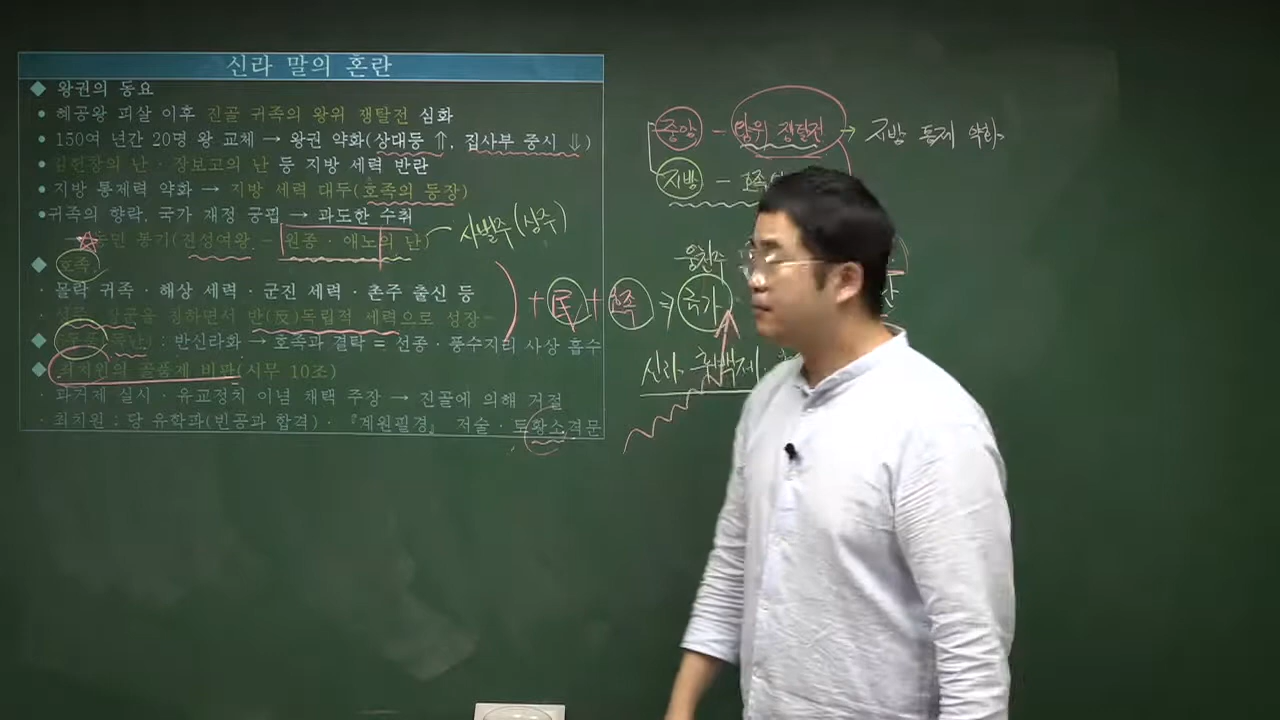 신라 말의 혼란
◆ 왕권의 동요
• 혜공왕 피살 이후 진골 귀족의 왕위 쟁탈전 심화
• 150여 년간 20명 왕 교체 → 왕권 약화(상대등 ↑, 집사부 중시 ⇩)
• 김헌창의 난 · 장보고의 난 등 지방 세력 반란
• 지방 통제력 약화 → 지방 세력 대두(호족의 등장)
•귀족의 향락, 국가 재정 궁핍 → 과도한 수취
농민 봉기(진성여왕 - 원종 · 애노의 난)
사벌주(상주)
◆ 호족
· 몰락 귀족 · 해상 세력 · 군진 세력 · 촌주 출신 등
· 성주 · 장군을 칭하면서 반(反)독립적 세력으로 성장
◆ : 반신라화 → 호족과 결탁 = 선종 · 풍수지리 사상 흡수
◆ 최치원의 골품제 비판(시무 10조)
· 과거제 실시 · 유교정치 이념 채택 주장 → 진골에 의해 거절
· 최치원 : 당 유학파(빈공과 합격) · 『계원필경』 저술 · 토황소격문
중앙 - 왕위 쟁탈전 → 지방 통제 약화
지방 - 호족
웅천주
+ 民 + 호족 ⇒ 국가
신라 후백제